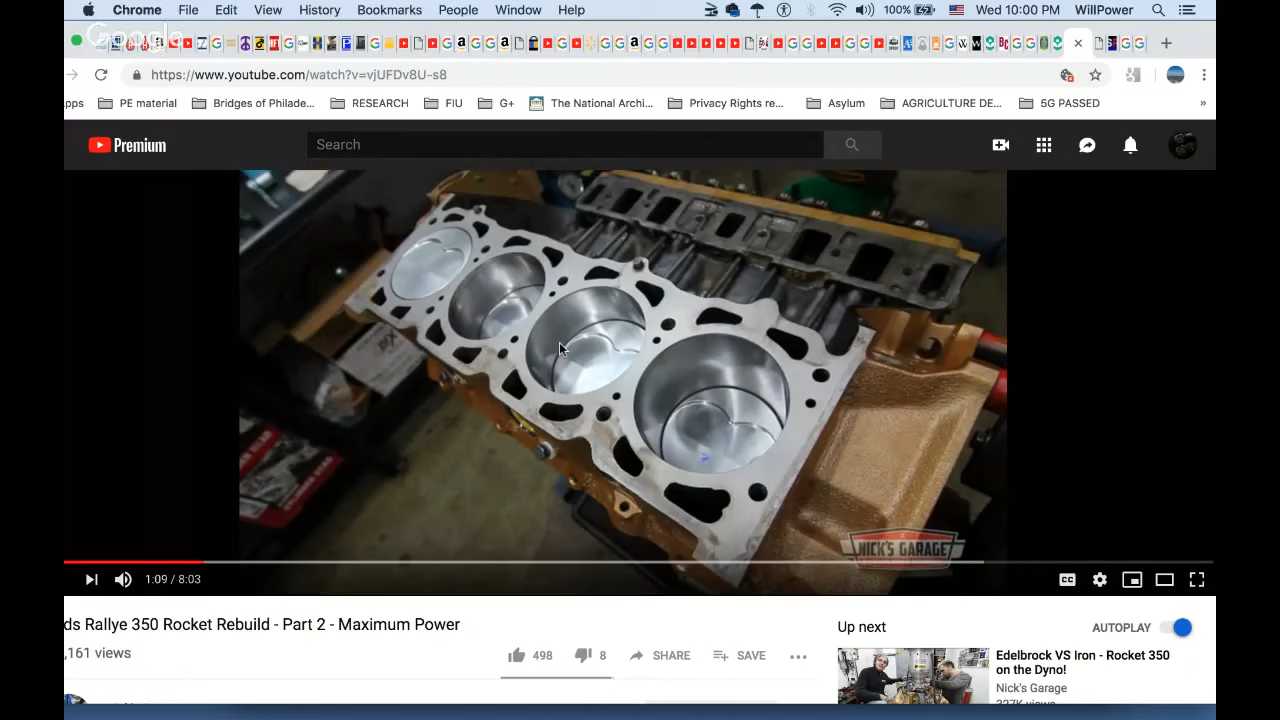 Chrome File Edit View History Bookmarks People Window Help 100% Wed 10:00 PM WillPower
Google
https://www.youtube.com/watch?v=vjUFDv8U-s8
pps PE material Bridges of Philade... RESEARCH FIU G+ The National Archi... Privacy Rights re... Asylum AGRICULTURE DE... 5G PASSED »
Premium Search
NICK'S GARAGE
1:09 / 8:03 CC
ds Rallye 350 Rocket Rebuild - Part 2 - Maximum Power
Up next AUTOPLAY
,161 views
498 8 SHARE SAVE
Edelbrock VS Iron - Rocket 350
on the Dyno!
Nick's Garage
327K views